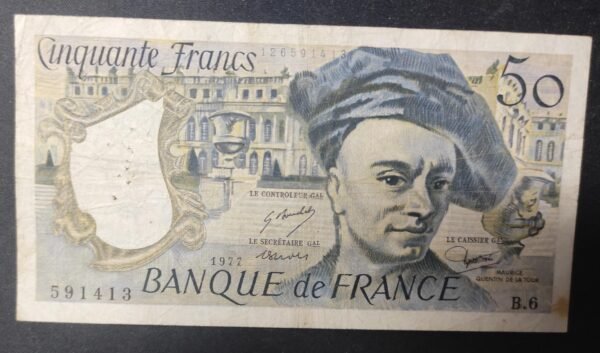 Cinquante Francs
126591413
50
LE CONTROLEUR GAL
LE SECRÉTAIRE GAL
LE CAISSIER GAL
1977
MAURICE
QUENTIN DE LA TOUR
591413
BANQUE de FRANCE
B.6